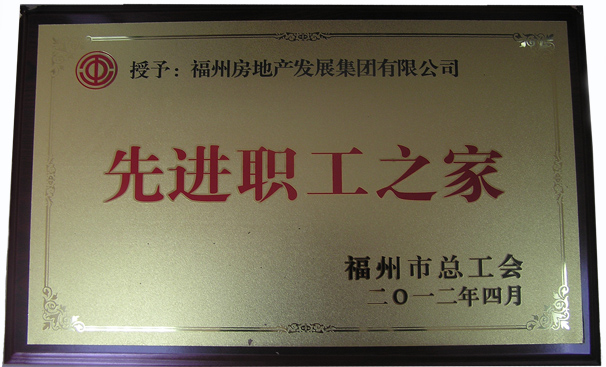 授予：福州房地产发展集团有限公司
先进职工之家
福州市总工会
二〇一二年四月